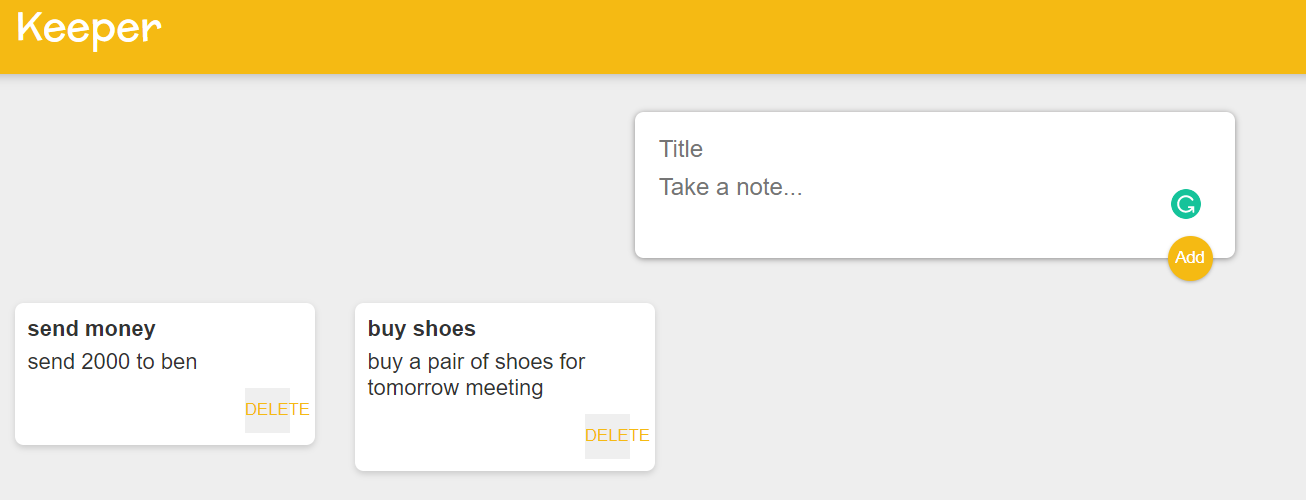 Keeper
Title
Take a note...
Add
send money
send 2000 to ben
DELETE
buy shoes
buy a pair of shoes for
tomorrow meeting
DELETE